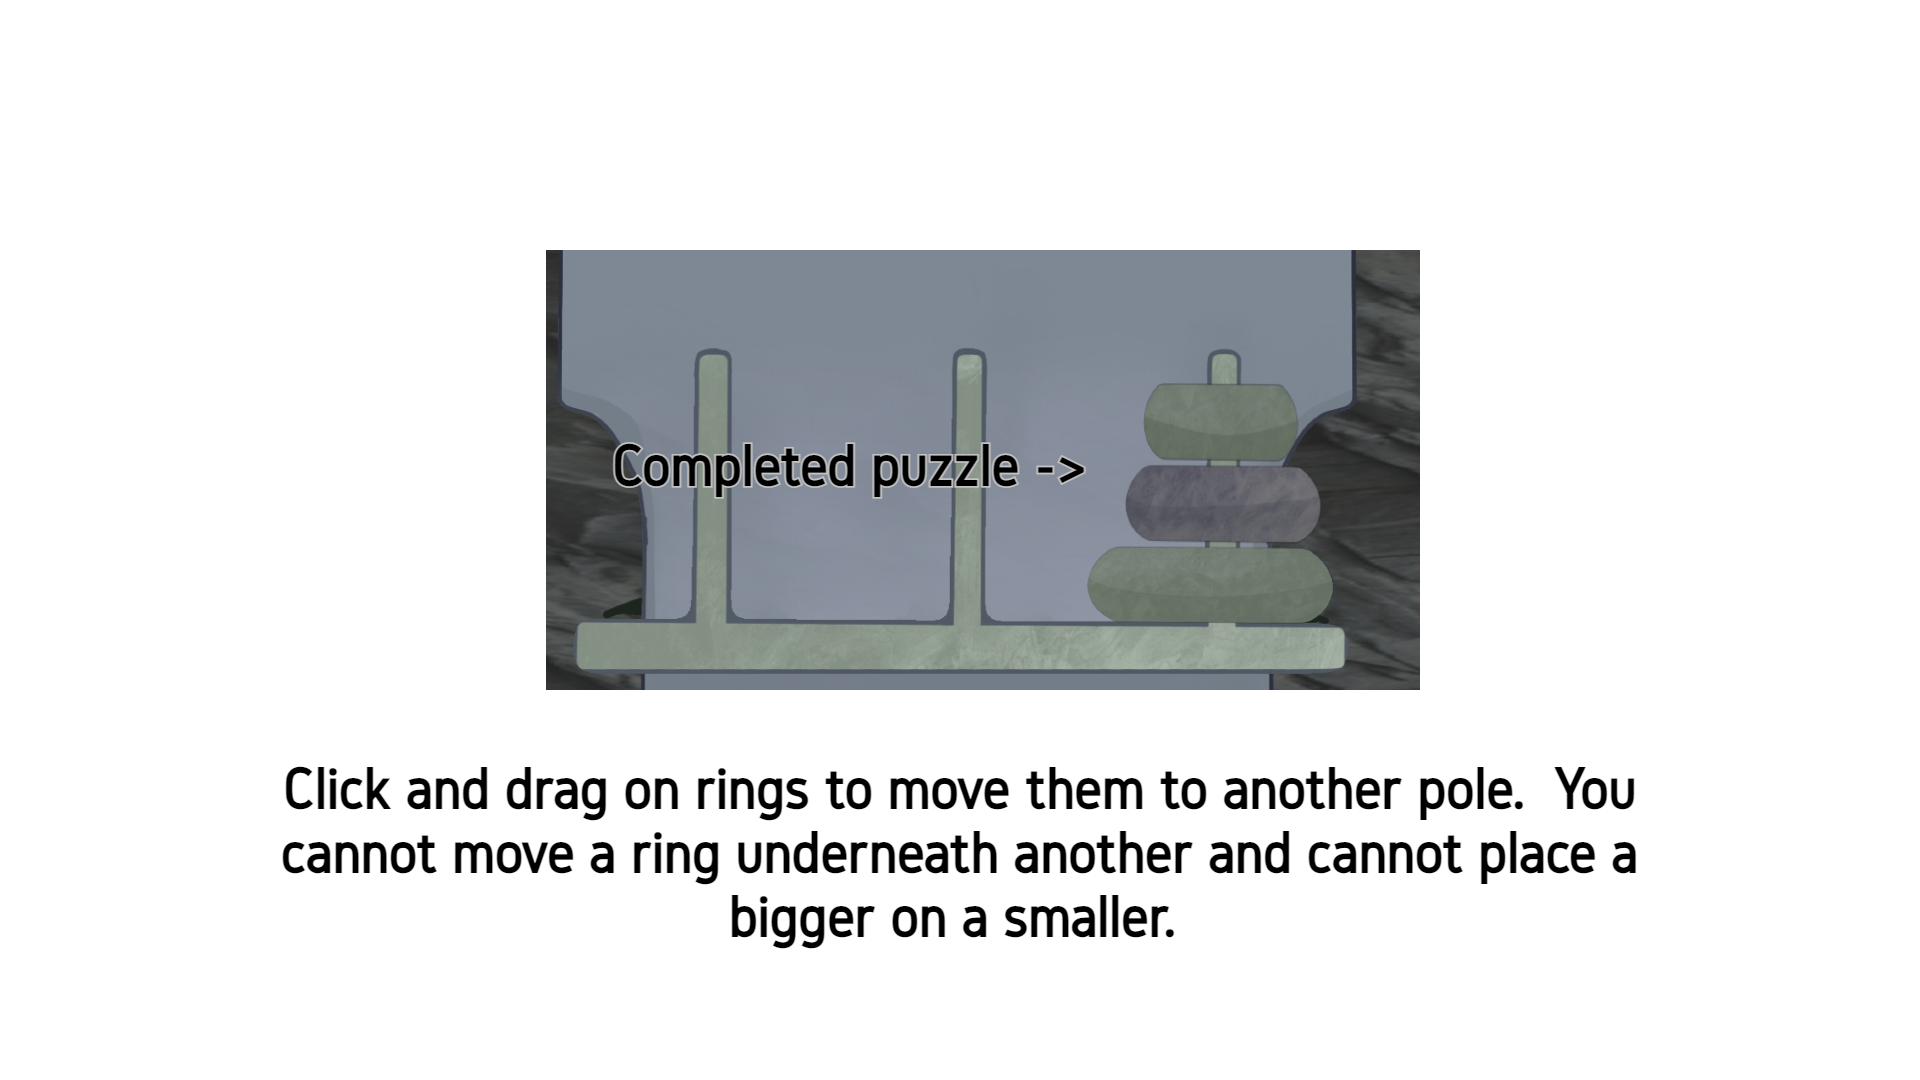 Completed puzzle ->
Click and drag on rings to move them to another pole.  You
cannot move a ring underneath another and cannot place a
bigger on a smaller.